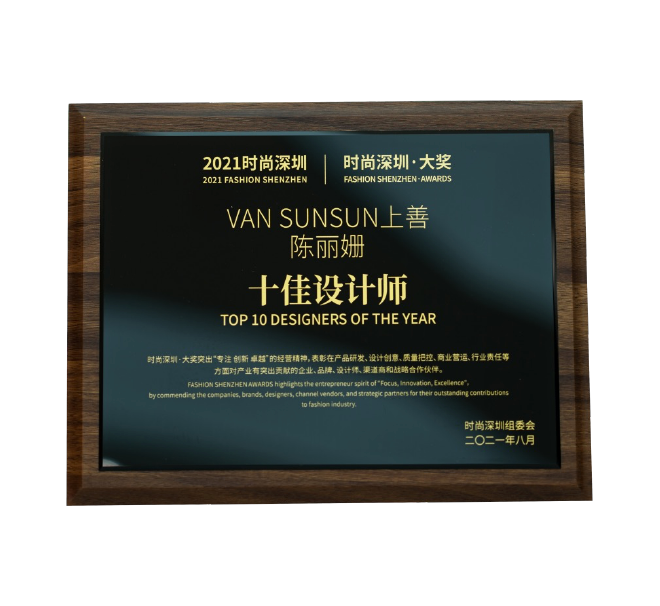 2021时尚深圳 | 时尚深圳·大奖
2021 FASHION SHENZHEN FASHION SHENZHEN·AWARDS
VAN SUNSUN上善
陈丽姗
十佳设计师
TOP 10 DESIGNERS OF THE YEAR
时尚深圳·大奖突出“专注 创新 卓越”的经营精神,表彰在产品研发、设计创意、质量把控、商业营运、行业责任等
方面对产业有突出贡献的企业、品牌、设计师、渠道商和战略合作伙伴。
FASHION SHENZHEN AWARDS highlights the entrepreneur spirit of "Focus, Innovation, Excellence",
by commending the companies, brands, designers, channel vendors, and strategic partners for their outstanding contributions
to fashion industry.
时尚深圳组委会
二〇二一年八月